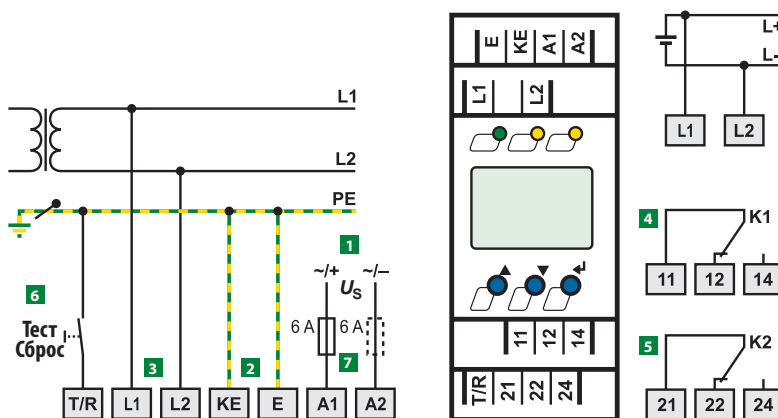 L1
L2
PE
1
~/+ ~/–
US
6 A 6 A
6
Тест
Сброс
3
2
7
T/R L1 L2 KE E A1 A2
E KE A1 A2
L1 L2
11 12 14
T/R 21 22 24
L+
L-
L1 L2
4
K1
11 12 14
5
K2
21 22 24